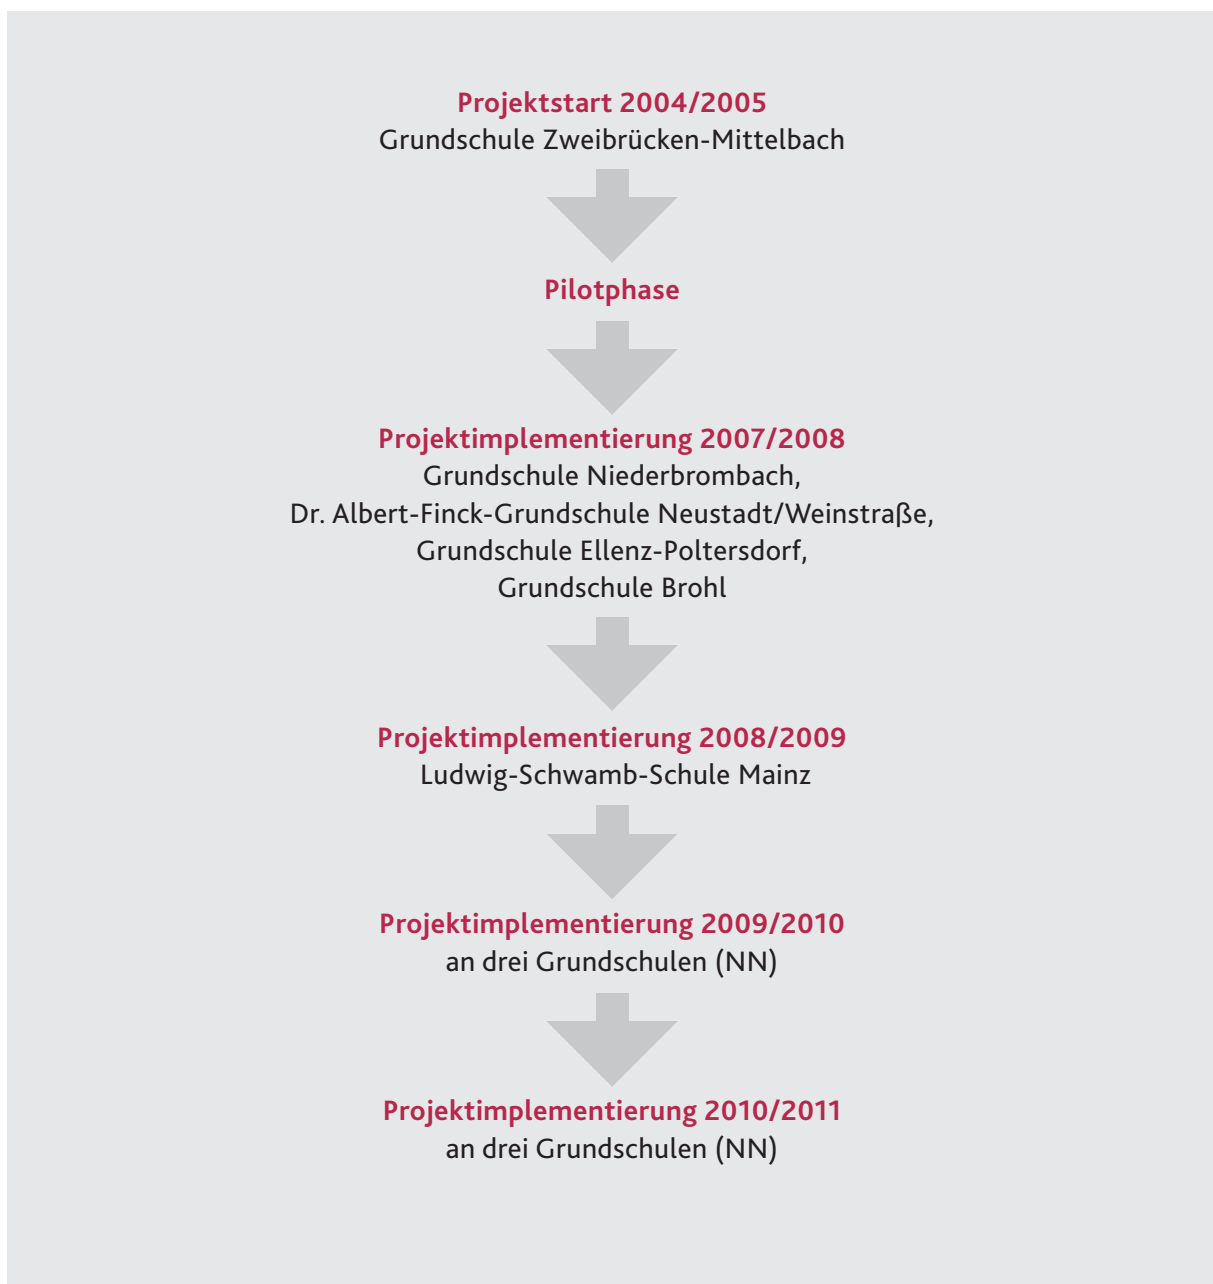 Projektstart 2004/2005
Grundschule Zweibrücken-Mittelbach
Pilotphase
Projektimplementierung 2007/2008
Grundschule Niederbrombach,
Dr. Albert-Finck-Grundschule Neustadt/Weinstraße,
Grundschule Ellenz-Poltersdorf,
Grundschule Brohl
Projektimplementierung 2008/2009
Ludwig-Schwamb-Schule Mainz
Projektimplementierung 2009/2010
an drei Grundschulen (NN)
Projektimplementierung 2010/2011
an drei Grundschulen (NN)